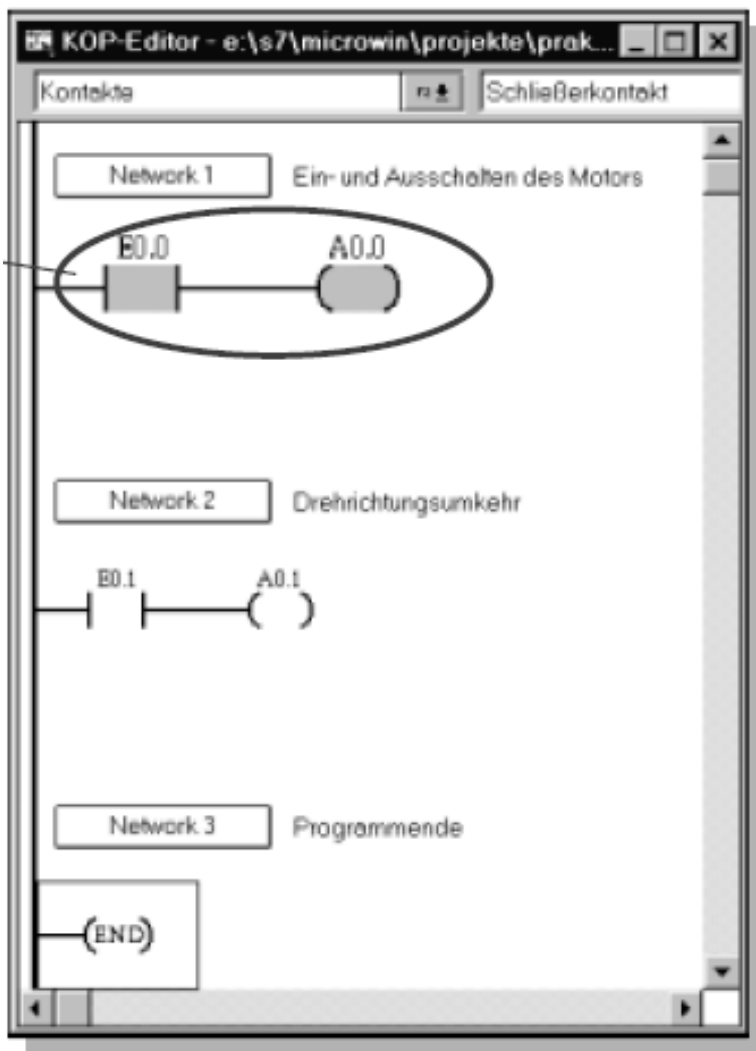 KOP-Editor - e:\s7\microwin\projekte\prak...
Kontakte F2 Schließerkontakt
Network 1 Ein- und Ausschalten des Motors
E0.0 A0.0
Network 2 Drehrichtungsumkehr
E0.1 A0.1
Network 3 Programmende
END